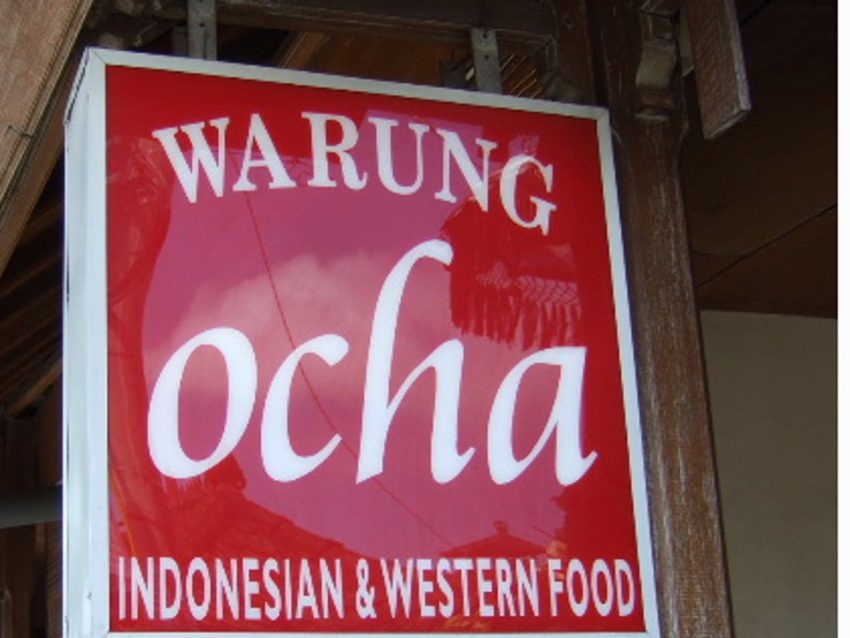 WARUNG
ocha
INDONESIAN & WESTERN FOOD